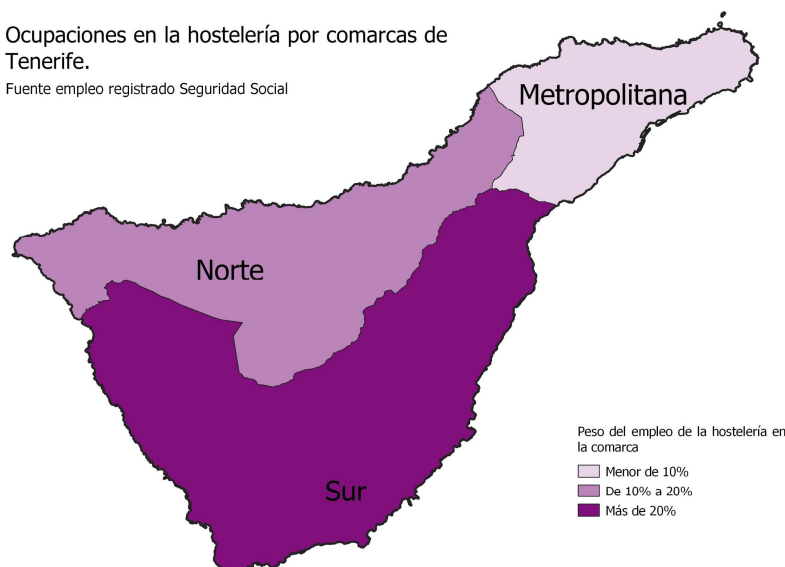 Ocupaciones en la hostelería por comarcas de
Tenerife.
Fuente empleo registrado Seguridad Social
Metropolitana
Norte
Sur
Peso del empleo de la hostelería en
la comarca
Menor de 10%
De 10% a 20%
Más de 20%